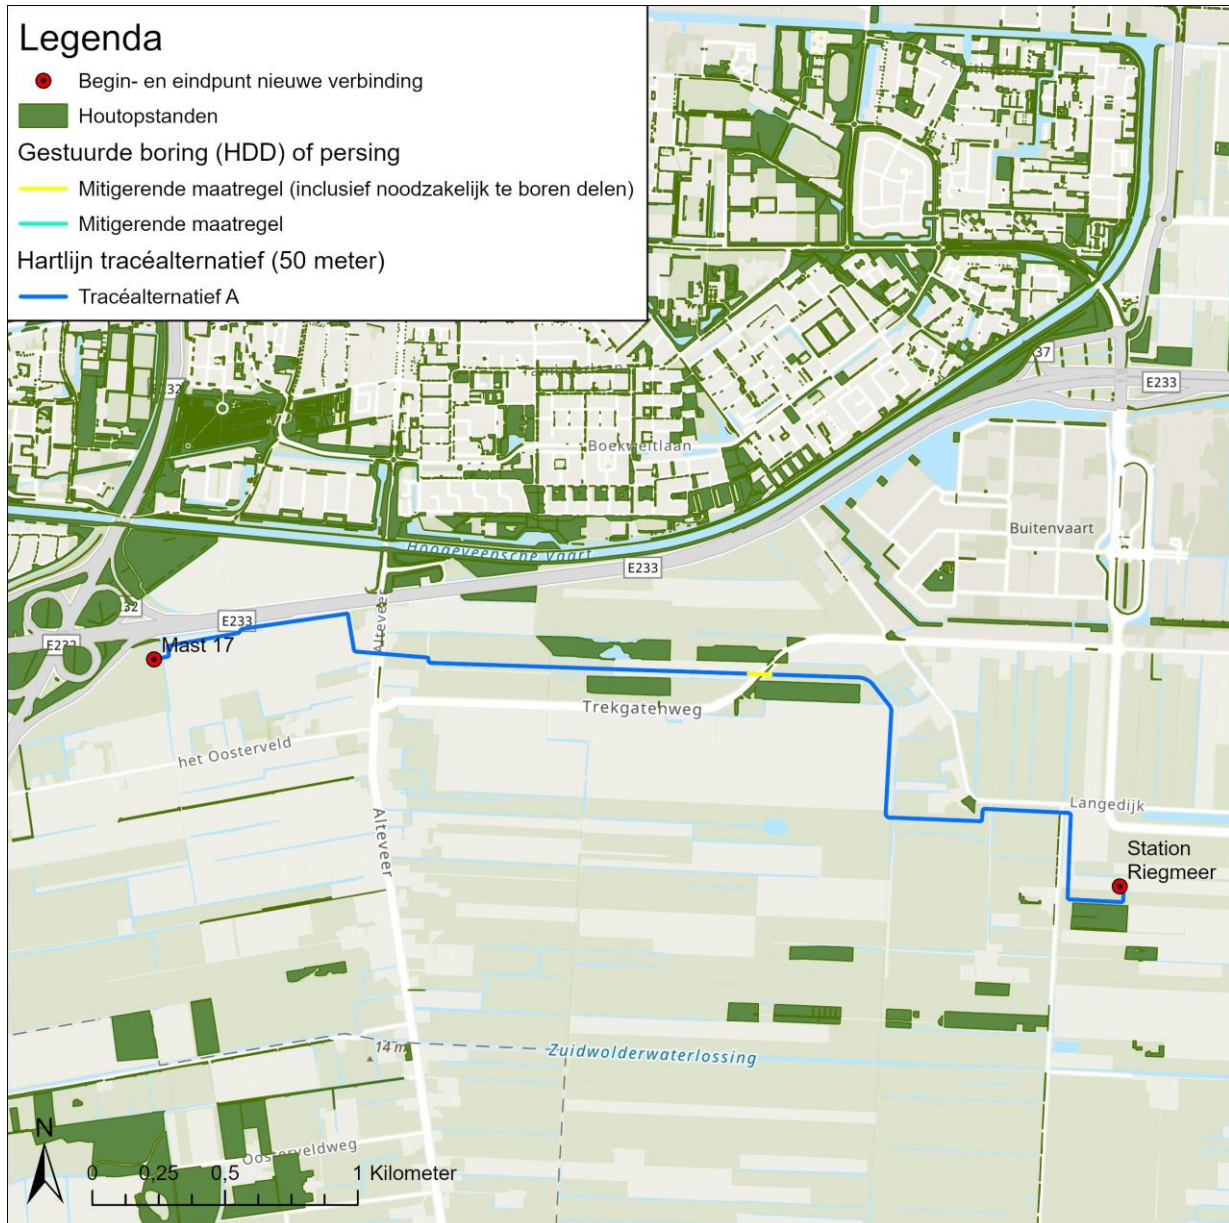 Legenda
Begin- en eindpunt nieuwe verbinding
Houtopstanden
Gestuurde boring (HDD) of persing
Mitigerende maatregel (inclusief noodzakelijk te boren delen)
Mitigerende maatregel
Hartlijn tracéalternatief (50 meter)
Tracéalternatief A
37
E233
E232
Boekweitlaan
Buitenvaart
Hoogeveensche Vaart
E233
32
E233
E232
Mast 17
Alteveer
Trekgatenweg
het Oosterveld
Alteveer
Langedijk
Station
Riegmeer
14 m
Zuidwolderwaterlossing
Oosterveldweg
N
0 0,25 0,5 1 Kilometer